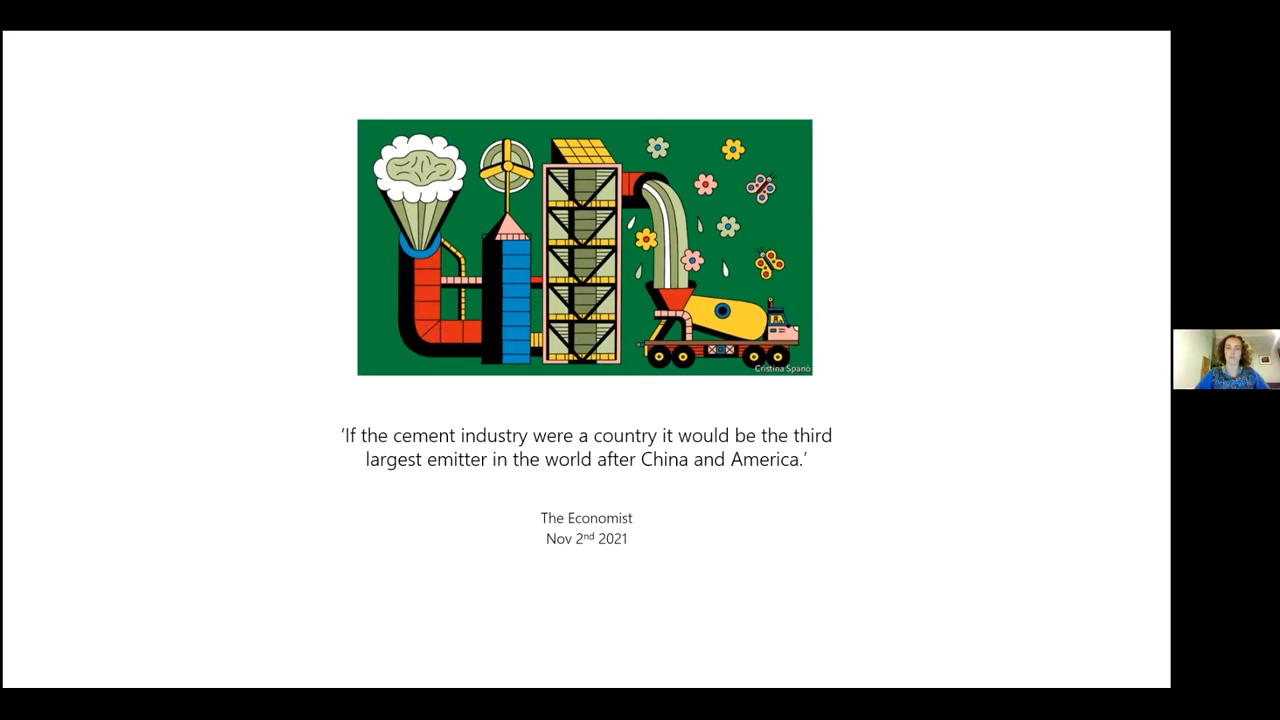 Cristina Spanò
‘If the cement industry were a country it would be the third
largest emitter in the world after China and America.’
The Economist
Nov 2nd 2021